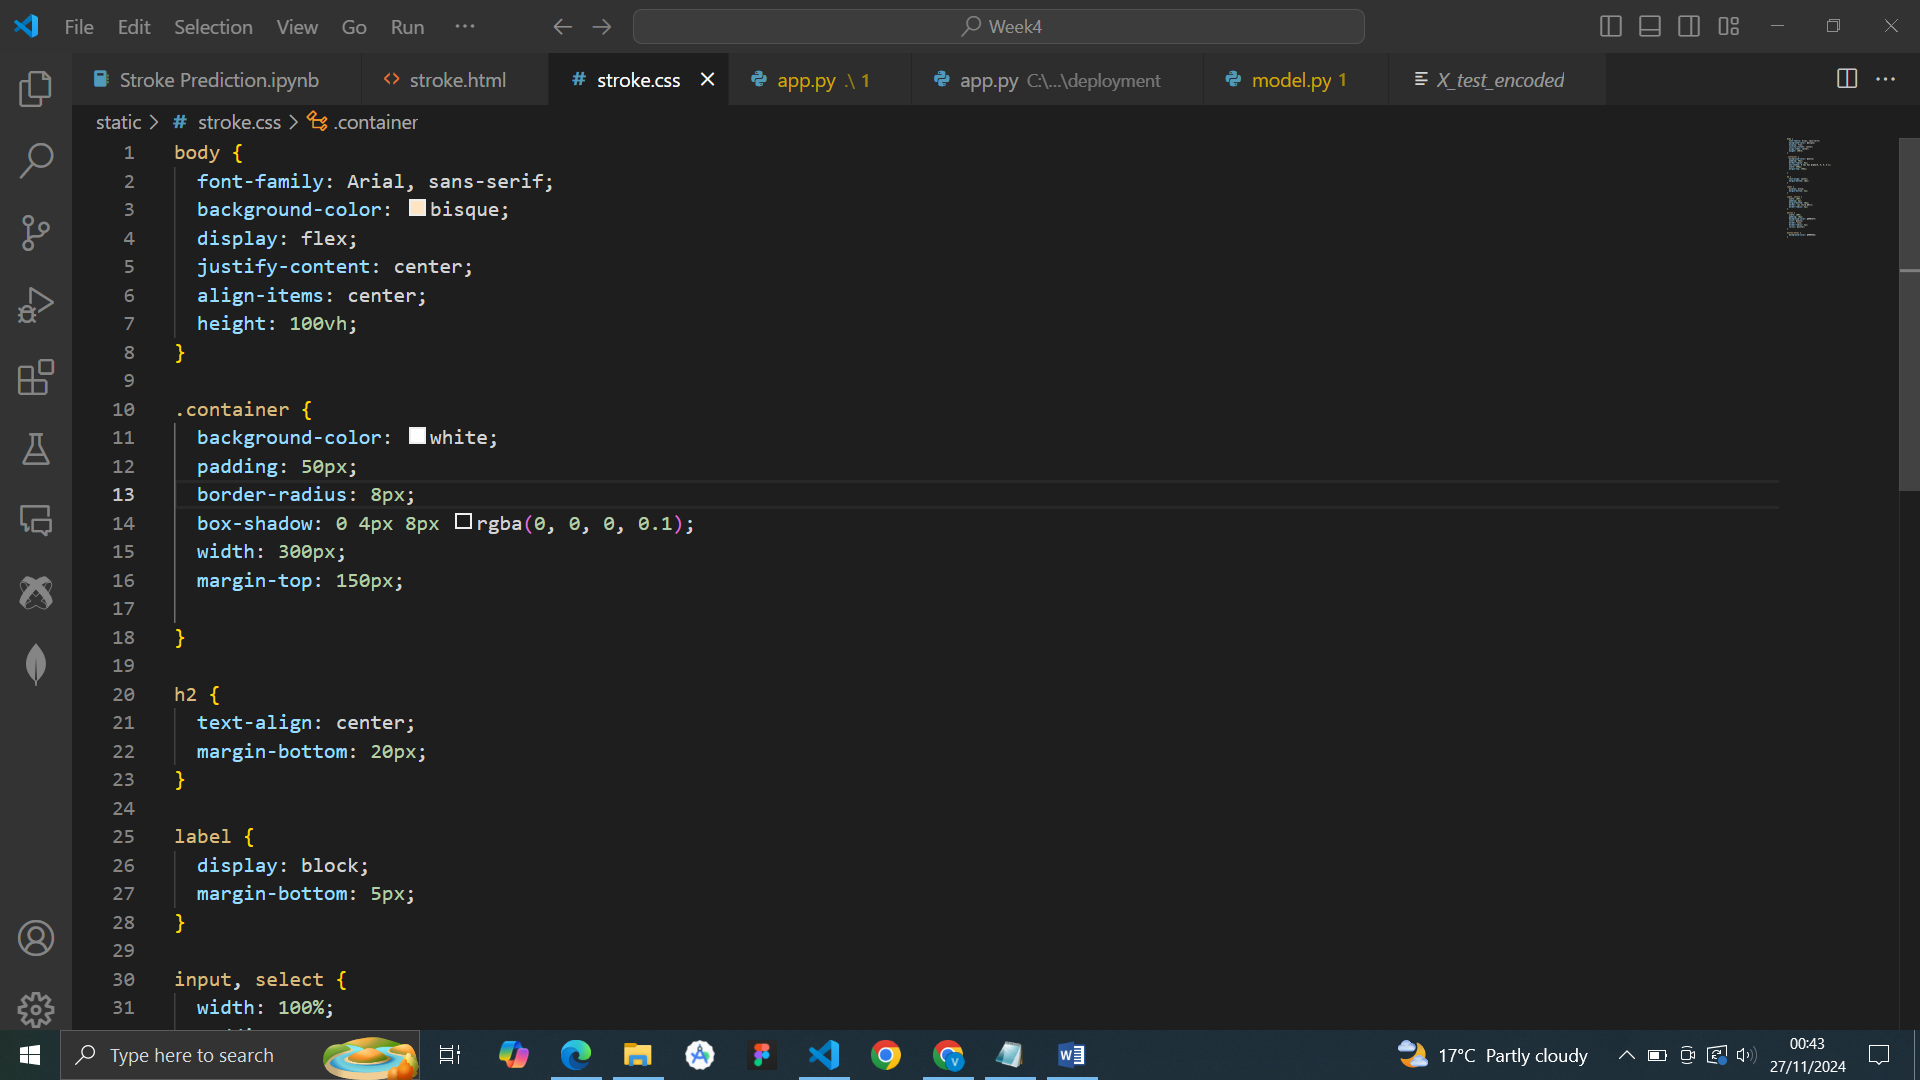 File Edit Selection View Go Run ··· Week4
Stroke Prediction.ipynb stroke.html # stroke.css app.py .\ 1 app.py C:\...\deployment model.py 1 X_test_encoded
static > # stroke.css > .container
1 body {
2 font-family: Arial, sans-serif;
3 background-color: bisque;
4 display: flex;
5 justify-content: center;
6 align-items: center;
7 height: 100vh;
8 }
9
10 .container {
11 background-color: white;
12 padding: 50px;
13 border-radius: 8px;
14 box-shadow: 0 4px 8px rgba(0, 0, 0, 0.1);
15 width: 300px;
16 margin-top: 150px;
17
18 }
19
20 h2 {
21 text-align: center;
22 margin-bottom: 20px;
23 }
24
25 label {
26 display: block;
27 margin-bottom: 5px;
28 }
29
30 input, select {
31 width: 100%;
Type here to search 17°C Partly cloudy 00:43
27/11/2024